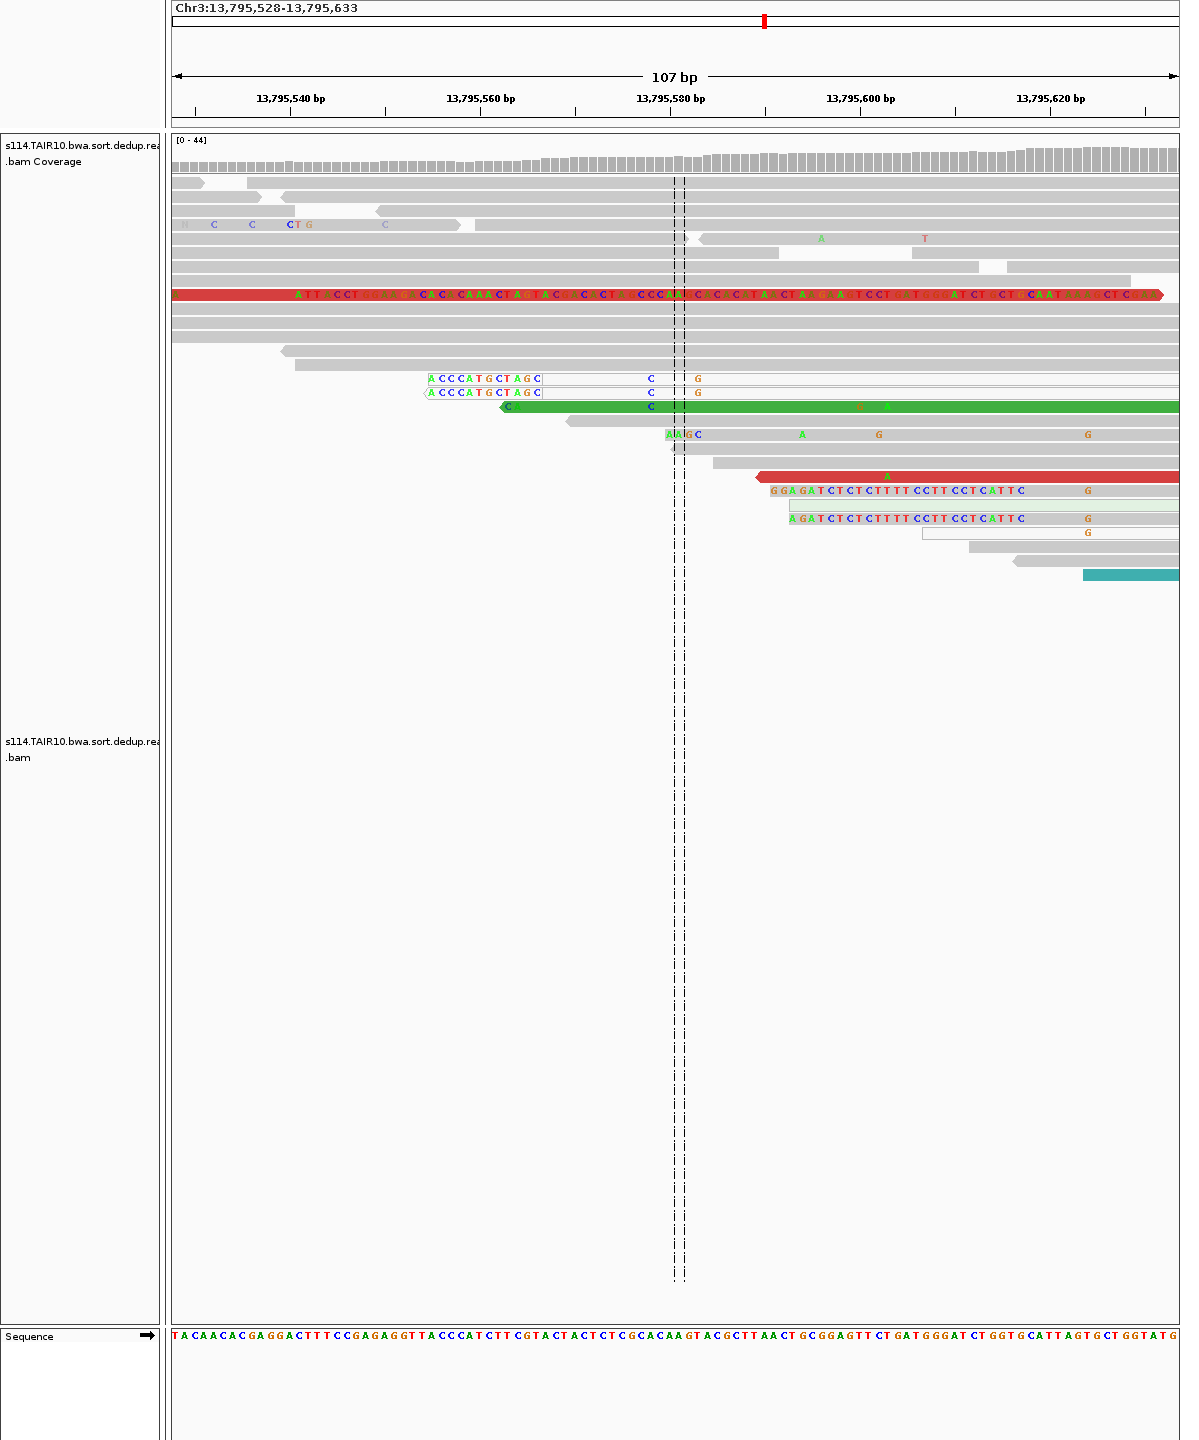 Chr3:13,795,528-13,795,633
107 bp
13,795,540 bp 13,795,560 bp 13,795,580 bp 13,795,600 bp 13,795,620 bp
s114.TAIR10.bwa.sort.dedup.rea
.bam Coverage
[0 - 44]
C C CTG C
A T
ACCCATGCTAGC C G
ACCCATGCTAGC C G
C C A
AAGC A G G
A
GGAGATCTCTCTTTTCCTTCCTCATTC G
AGATCTCTCTTTTCCTTCCTCATTC G
G
s114.TAIR10.bwa.sort.dedup.rea
.bam
Sequence
TACAACACGAGGACTTTCCGAGAGGTTACCCATCTTCGTACTACTCTCGCACAAGTACGCTTAACTGCGGAGTTCTGATGGGATCTGGTGCATTAGTGCTGGTATG